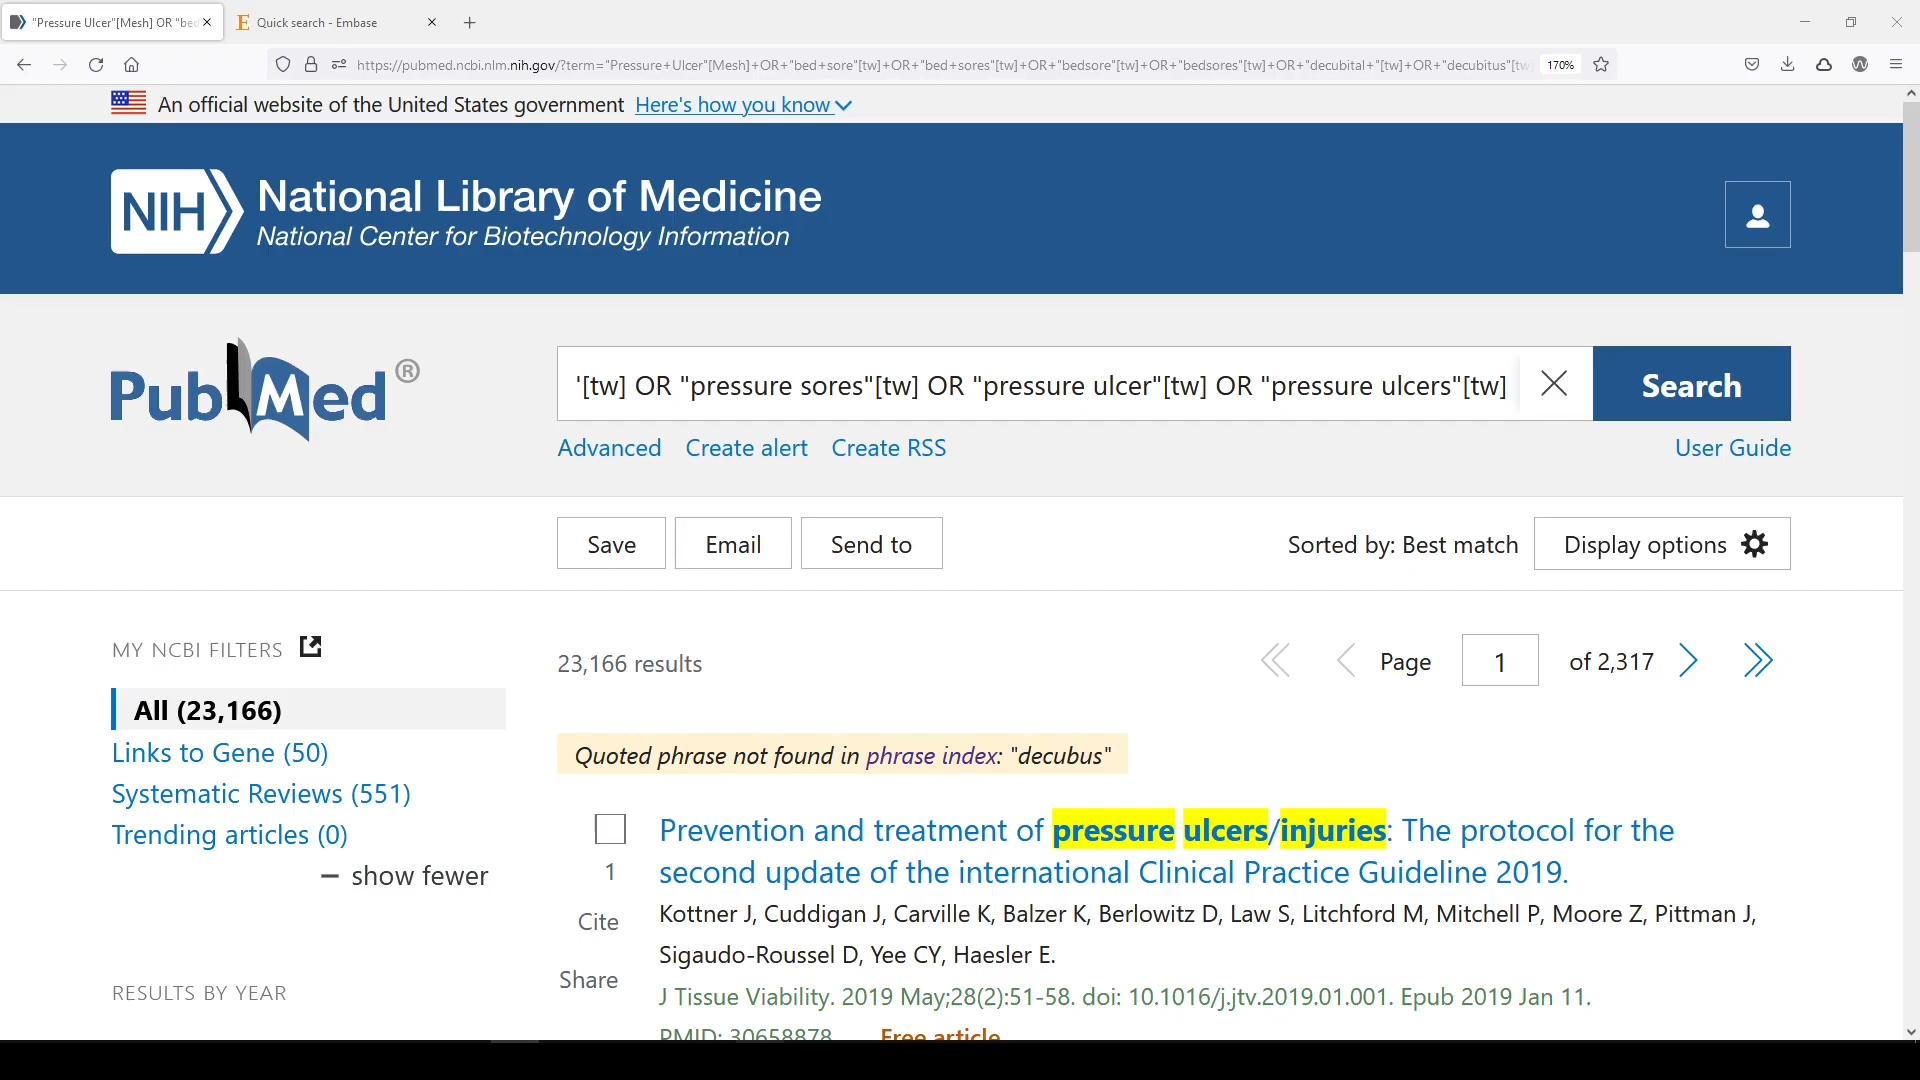 "Pressure Ulcer"[Mesh] OR "bed
Quick search - Embase
https://pubmed.ncbi.nlm.nih.gov/?term="Pressure+Ulcer"[Mesh]+OR+"bed+sore"[tw]+OR+"bed+sores"[tw]+OR+"bedsore"[tw]+OR+"bedsores"[tw]+OR+"decubital+"[tw]+OR+"decubitus"[tw
170%
An official website of the United States government Here's how you know
NIH
National Library of Medicine
National Center for Biotechnology Information
PubMed ®
'[tw] OR "pressure sores"[tw] OR "pressure ulcer"[tw] OR "pressure ulcers"[tw]
Search
Advanced Create alert Create RSS
User Guide
Save Email Send to
Sorted by: Best match
Display options
MY NCBI FILTERS
All (23,166)
Links to Gene (50)
Systematic Reviews (551)
Trending articles (0)
— show fewer
RESULTS BY YEAR
23,166 results
Page 1 of 2,317
Quoted phrase not found in phrase index: "decubus"
1
Cite
Share
Prevention and treatment of pressure ulcers/injuries: The protocol for the
second update of the international Clinical Practice Guideline 2019.
Kottner J, Cuddigan J, Carville K, Balzer K, Berlowitz D, Law S, Litchford M, Mitchell P, Moore Z, Pittman J,
Sigaudo-Roussel D, Yee CY, Haesler E.
J Tissue Viability. 2019 May;28(2):51-58. doi: 10.1016/j.jtv.2019.01.001. Epub 2019 Jan 11.
PMID: 30658878 Free article